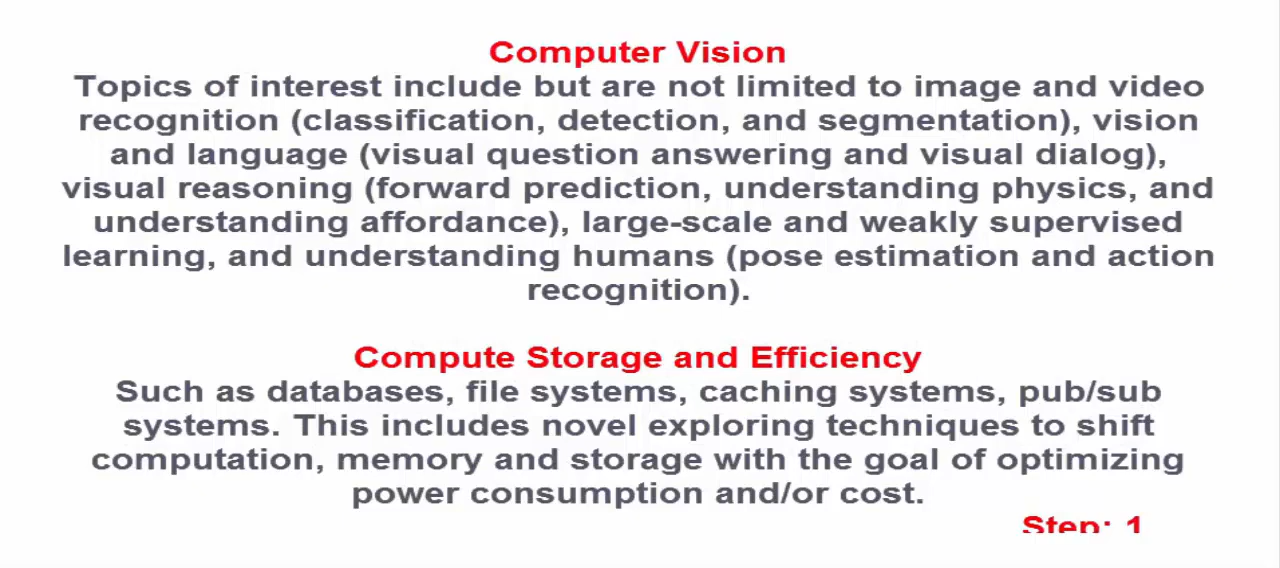 Computer Vision
Topics of interest include but are not limited to image and video
recognition (classification, detection, and segmentation), vision
and language (visual question answering and visual dialog),
visual reasoning (forward prediction, understanding physics, and
understanding affordance), large-scale and weakly supervised
learning, and understanding humans (pose estimation and action
recognition).
Compute Storage and Efficiency
Such as databases, file systems, caching systems, pub/sub
systems. This includes novel exploring techniques to shift
computation, memory and storage with the goal of optimizing
power consumption and/or cost.
Step: 1